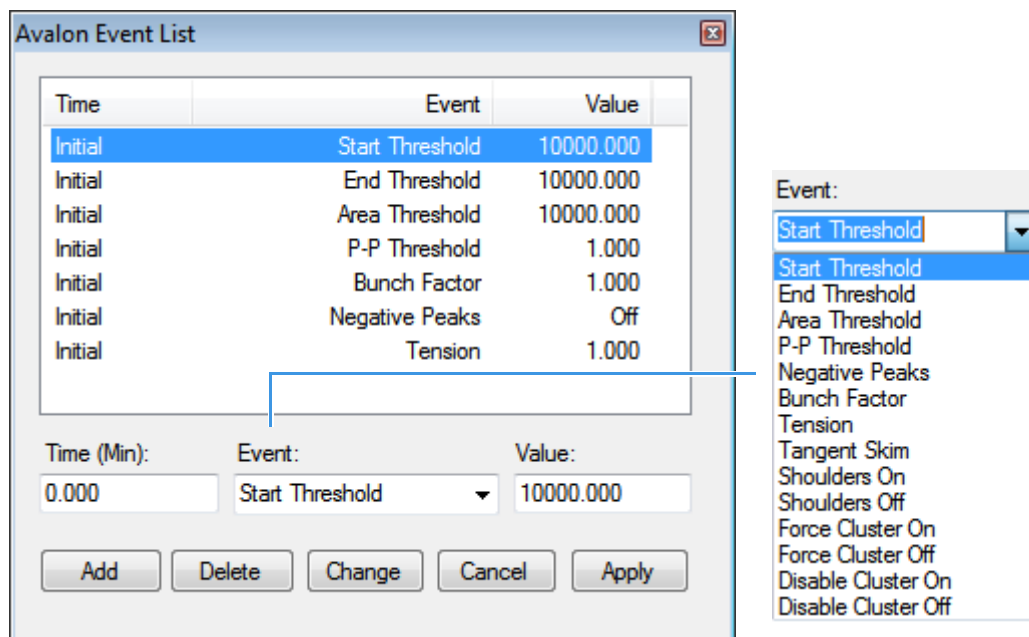 Avalon Event List
Time Event Value
Initial Start Threshold 10000.000
Initial End Threshold 10000.000
Initial Area Threshold 10000.000
Initial P-P Threshold 1.000
Initial Bunch Factor 1.000
Initial Negative Peaks Off
Initial Tension 1.000
Time (Min): Event: Value:
0.000 Start Threshold 10000.000
Add Delete Change Cancel Apply
Event:
Start Threshold
Start Threshold
End Threshold
Area Threshold
P-P Threshold
Negative Peaks
Bunch Factor
Tension
Tangent Skim
Shoulders On
Shoulders Off
Force Cluster On
Force Cluster Off
Disable Cluster On
Disable Cluster Off